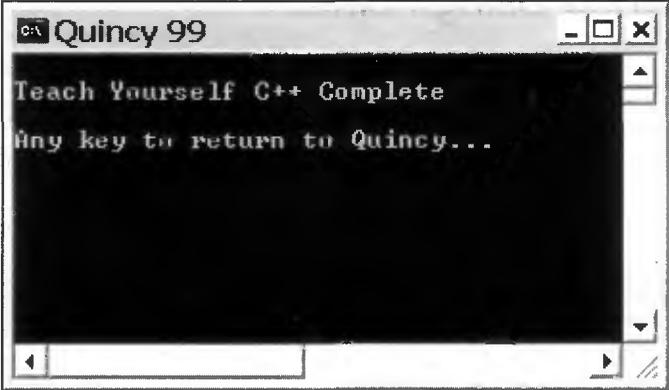 Quincy 99
Teach Yourself C++ Complete
Any key to return to Quincy...